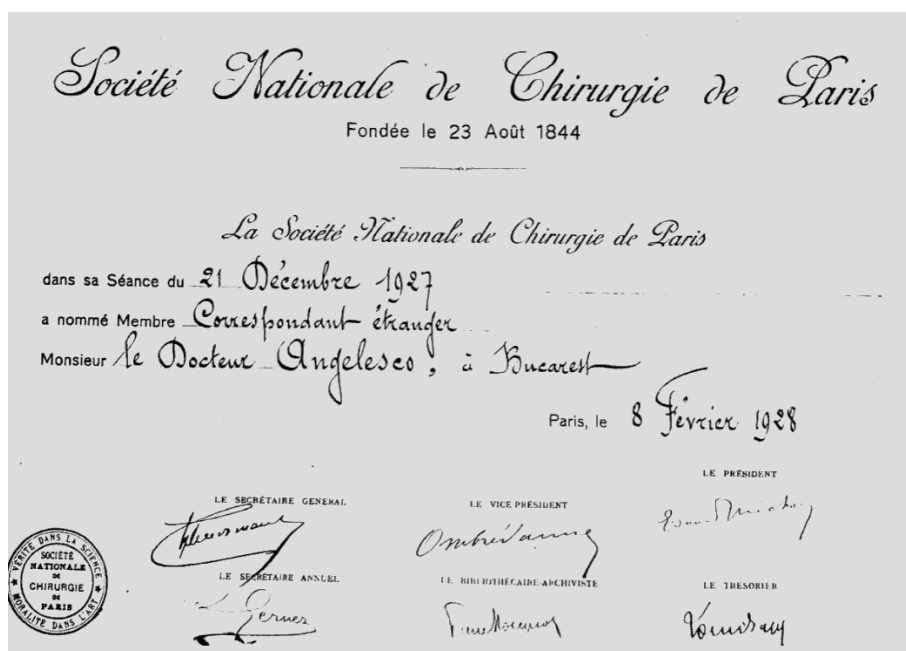 Société Nationale de Chirurgie de Paris
Fondée le 23 Août 1844
La Société Nationale de Chirurgie de Paris
dans sa Séance du 21 Décembre 1927
a nommé Membre Correspondant étranger
Monsieur le Docteur Angelesco, à Bucarest
Paris, le 8 Février 1928
LE PRÉSIDENT
LE SECRÉTAIRE GENERAL
LE VICE PRÉSIDENT
Ombrédanne
LE SECRÉTAIRE ANNUEL
LE BIBLIOTHÉCAIRE-ARCHIVISTE
LE TRESORIER
VÉRITÉ DANS LA SCIENCE
MORALITÉ DANS L'ART
SOCIÉTÉ
NATIONALE
DE
CHIRURGIE
DE
PARIS